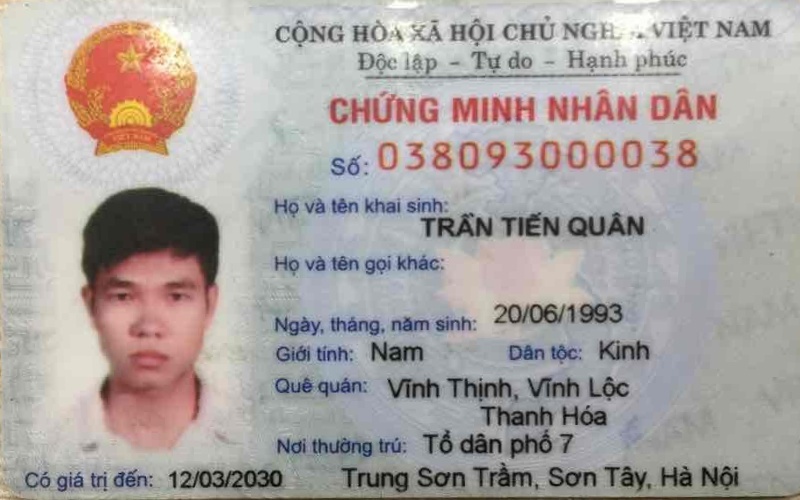 CỘNG HÒA XÃ HỘI CHỦ VIỆT NAM
Độc lập - Tự do - Hạnh phúc
CHỨNG MINH NHÂN DÂN
Số: 038093000038
Họ và tên khai sinh:
TRẦN TIẾN QUÂN
Họ và tên gọi khác:
Ngày, tháng, năm sinh: 20/06/1993
Giới tính: Nam Dân tộc: Kinh
Quê quán: Vĩnh Thịnh, Vĩnh Lộc
Thanh Hóa
Nơi thường trú: Tổ dân phố 7
Trung Sơn Trầm, Sơn Tây, Hà Nội
Có giá trị đến: 12/03/2030
VIỆT NAM